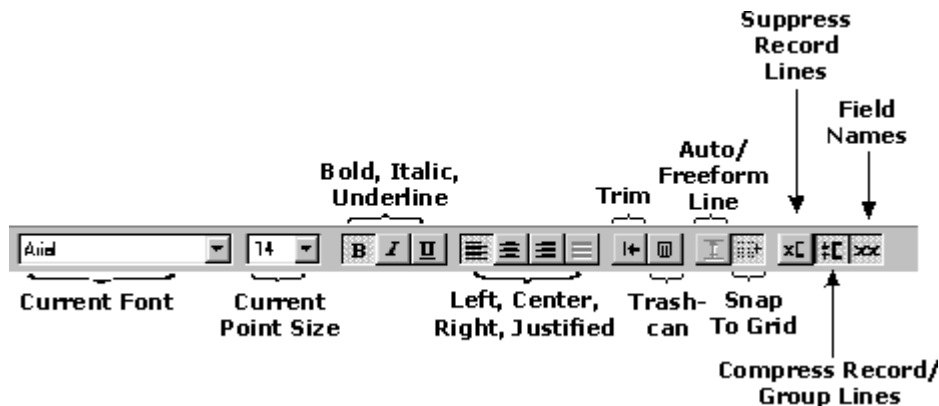 Suppress
Record
Lines
Field
Names
Auto/
Freeform
Line
Bold, Italic,
Underline
Trim
Arial
14
B I U
x[ ‡[ xx
Current Font
Current
Point Size
Left, Center,
Right, Justified
Trash-
can
Snap
To Grid
Compress Record/
Group Lines